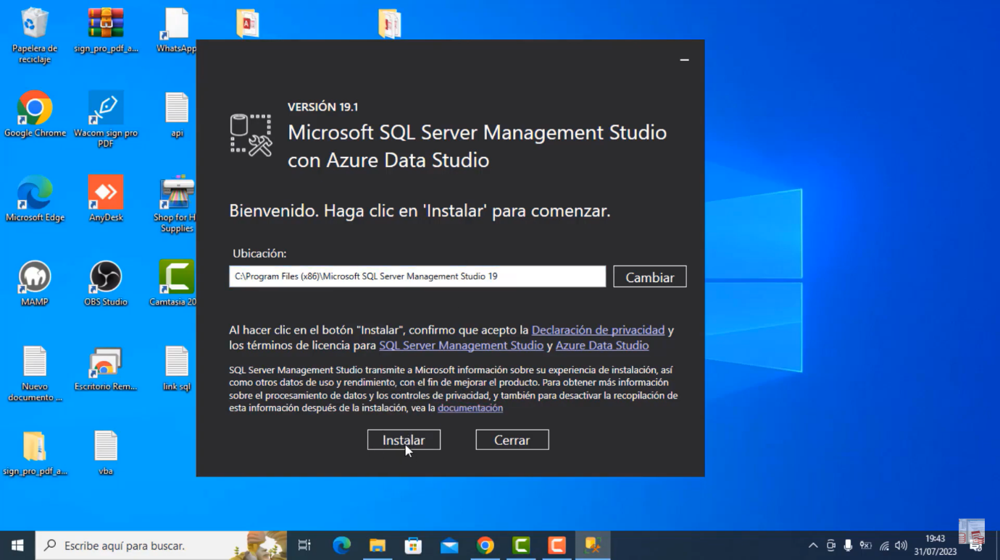 Papelera de
reciclaje
sign_pro_pdf_a...
WhatsApp
Google Chrome
Wacom sign pro
PDF
api
Microsoft Edge
AnyDesk
Shop for H
Supplies
MAMP
OBS Studio
Camtasia 20
Nuevo
documento ...
Escritorio Rem...
link sql
sign_pro_pdf_a...
vba
VERSIÓN 19.1
Microsoft SQL Server Management Studio
con Azure Data Studio
Bienvenido. Haga clic en 'Instalar' para comenzar.
Ubicación:
C:\Program Files (x86)\Microsoft SQL Server Management Studio 19
Cambiar
Al hacer clic en el botón "Instalar", confirmo que acepto la Declaración de privacidad y
los términos de licencia para SQL Server Management Studio y Azure Data Studio
SQL Server Management Studio transmite a Microsoft información sobre su experiencia de instalación, así
como otros datos de uso y rendimiento, con el fin de mejorar el producto. Para obtener más información
sobre el procesamiento de datos y los controles de privacidad, y también para desactivar la recopilación de
esta información después de la instalación, vea la documentación
Instalar
Cerrar
Escribe aquí para buscar.
19:43
31/07/2023